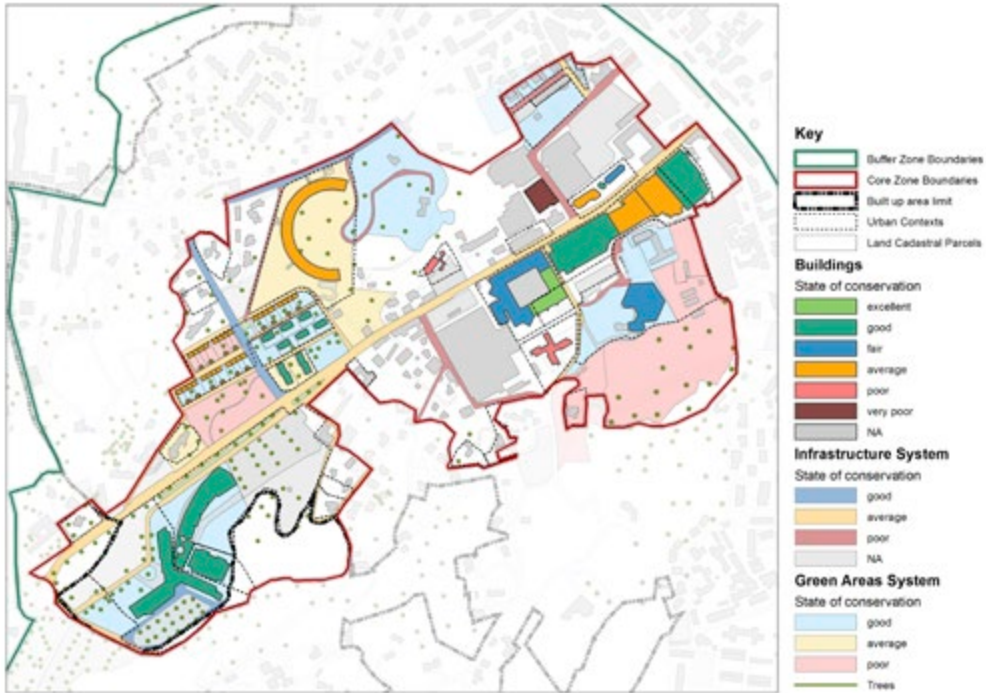 Key
Buffer Zone Boundaries
Core Zone Boundaries
Built up area limit
Urban Contexts
Land Cadastral Parcels
Buildings
State of conservation
excellent
good
fair
average
poor
very poor
NA
Infrastructure System
State of conservation
good
average
poor
NA
Green Areas System
State of conservation
good
average
poor
Trees